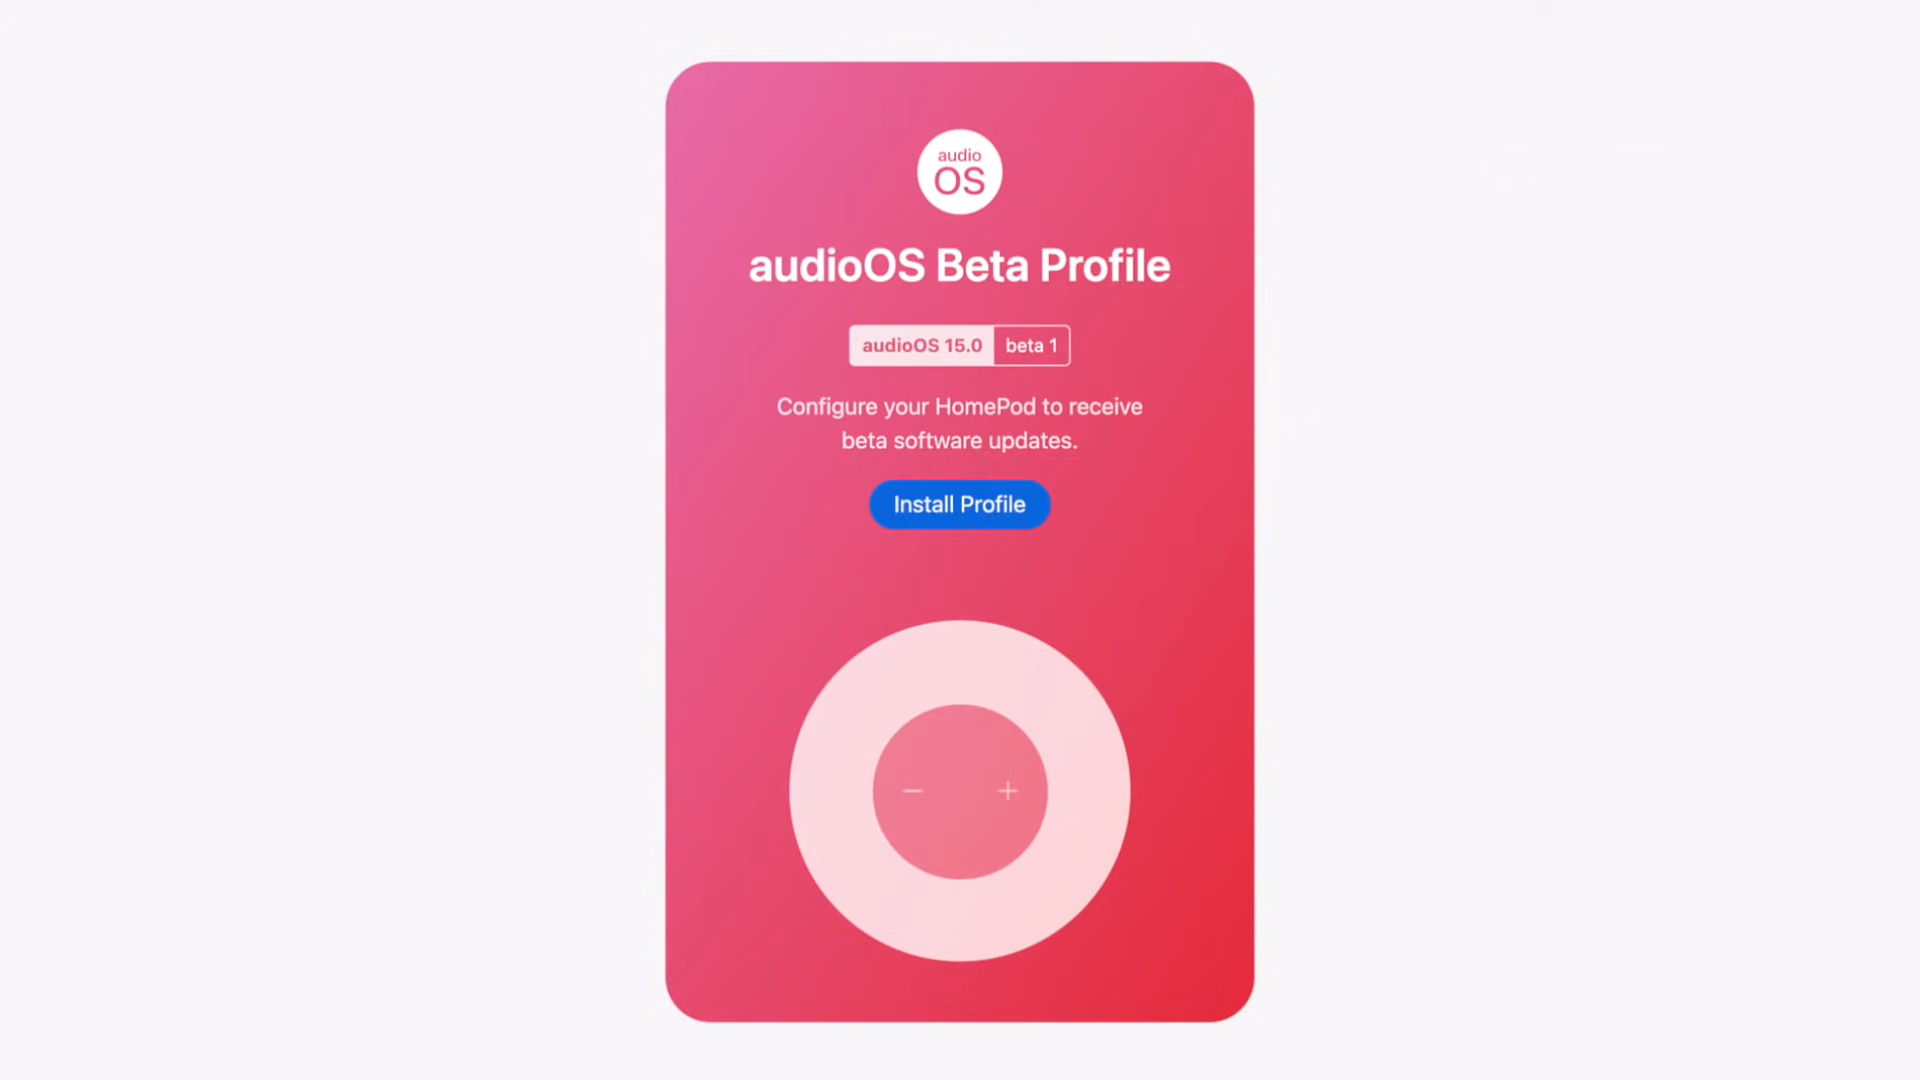 audio
OS
audioOS Beta Profile
audioOS 15.0 beta 1
Configure your HomePod to receive
beta software updates.
Install Profile
− +